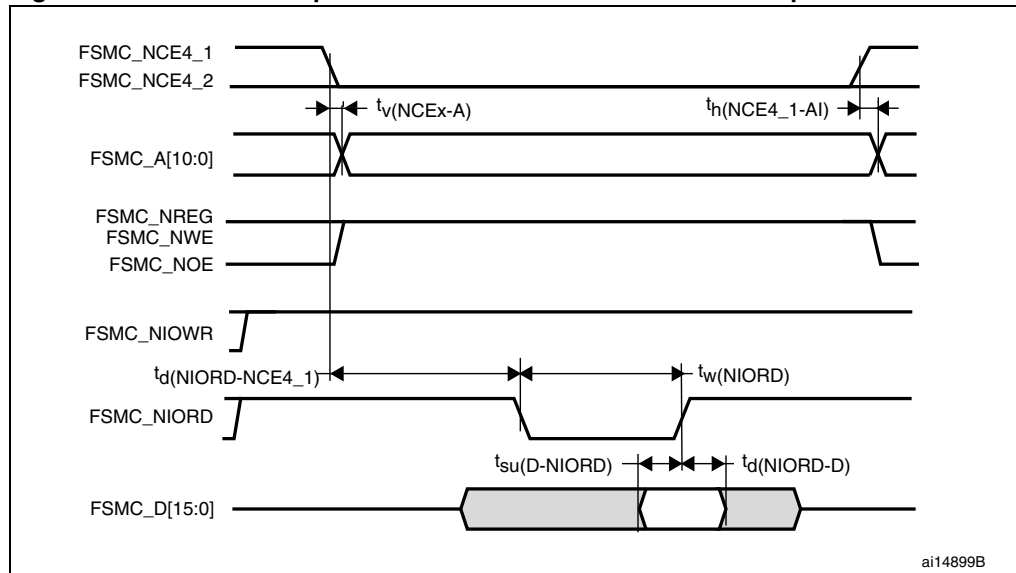 FSMC_NCE4_1
FSMC_NCE4_2
tv(NCEx-A)
th(NCE4_1-AI)
FSMC_A[10:0]
FSMC_NREG
FSMC_NWE
FSMC_NOE
FSMC_NIOWR
td(NIORD-NCE4_1)
tw(NIORD)
FSMC_NIORD
tsu(D-NIORD)
td(NIORD-D)
FSMC_D[15:0]
ai14899B